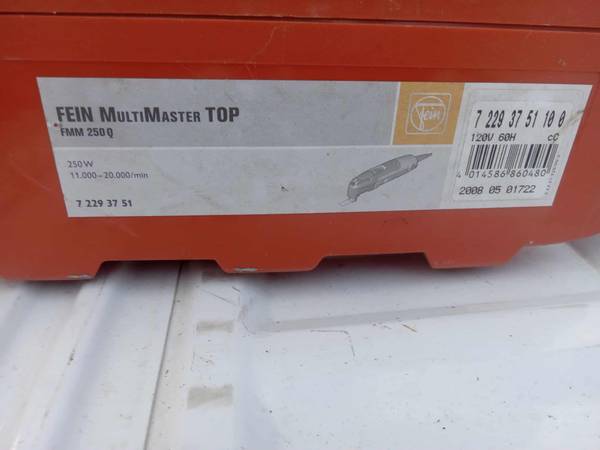 FEIN MULTIMASTER TOP
FMM 250 Q
250 W
11.000–20.000/min
7 229 37 51
Fein
7 229 37 51 10 0
120V 60H
4 014586 860480
2008 05 01722